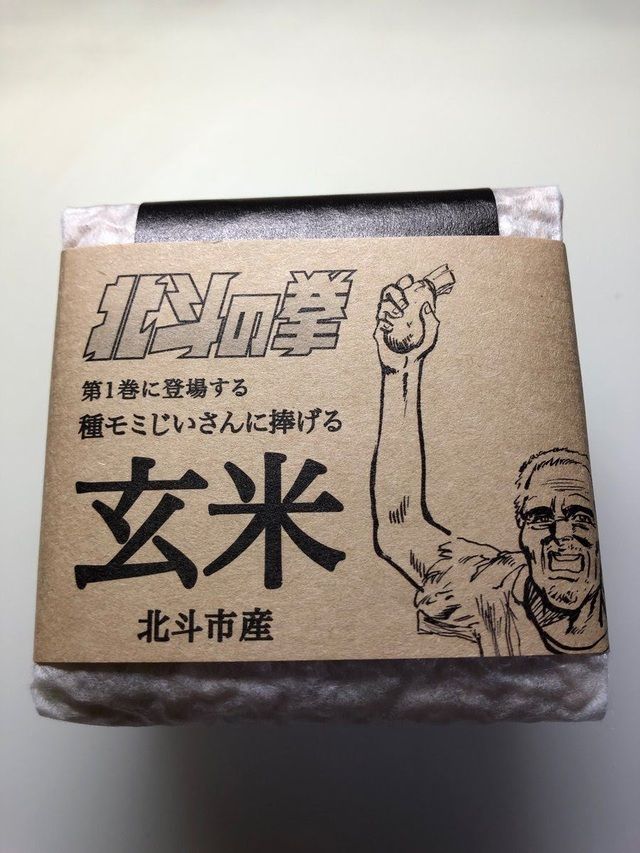 北斗の拳
第1巻に登場する
種モミじいさんに捧げる
玄米
北斗市産